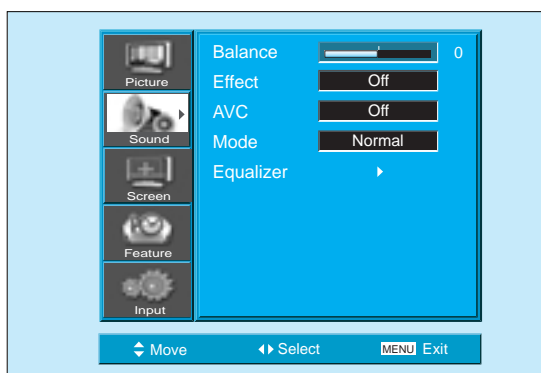 Picture
Sound
Screen
Feature
Input
Balance 0
Effect Off
AVC Off
Mode Normal
Equalizer
Move Select MENU Exit